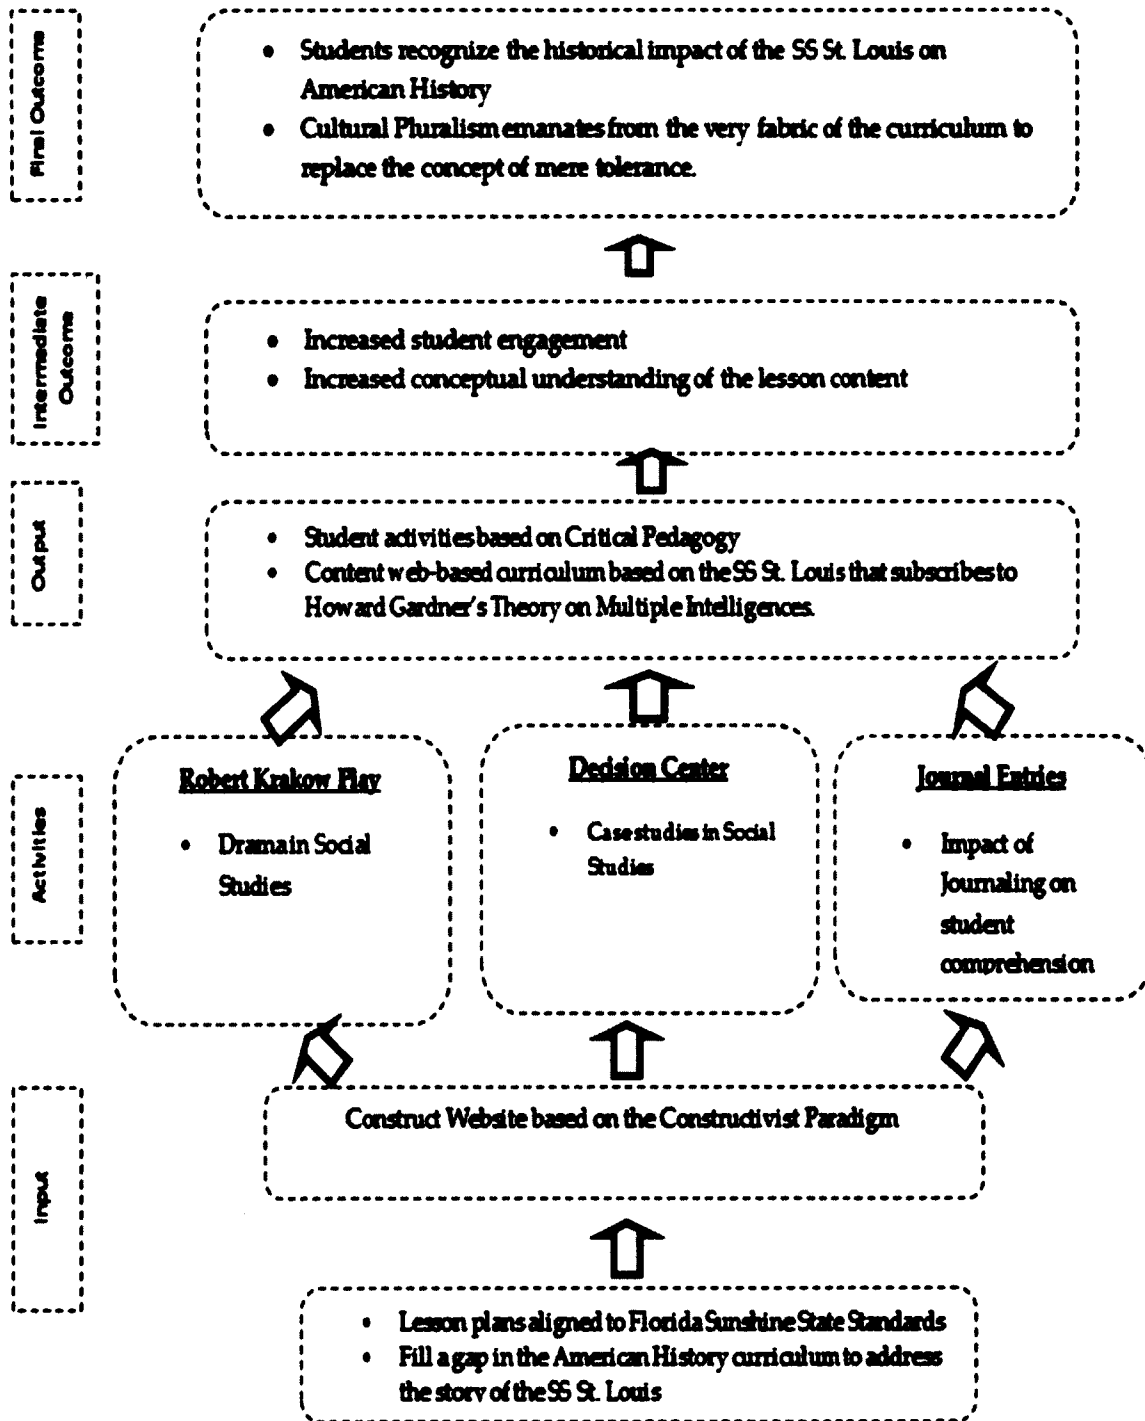 Final Outcome
• Students recognize the historical impact of the SS St. Louis on
American History
• Cultural Pluralism emanates from the very fabric of the curriculum to
replace the concept of mere tolerance.
Intermediate
Outcome
• Increased student engagement
• Increased conceptual understanding of the lesson content
Output
• Student activities based on Critical Pedagogy
• Content web-based curriculum based on the SS St. Louis that subscribes to
Howard Gardner's Theory on Multiple Intelligences.
Activities
Robert Krakow Play
• Drama in Social
Studies
Decision Center
• Case studies in Social
Studies
Journal Entries
• Impact of
Journaling on
student
comprehension
Input
Construct Website based on the Constructivist Paradigm
• Lesson plans aligned to Florida Sunshine State Standards
• Fill a gap in the American History curriculum to address
the story of the SS St. Louis